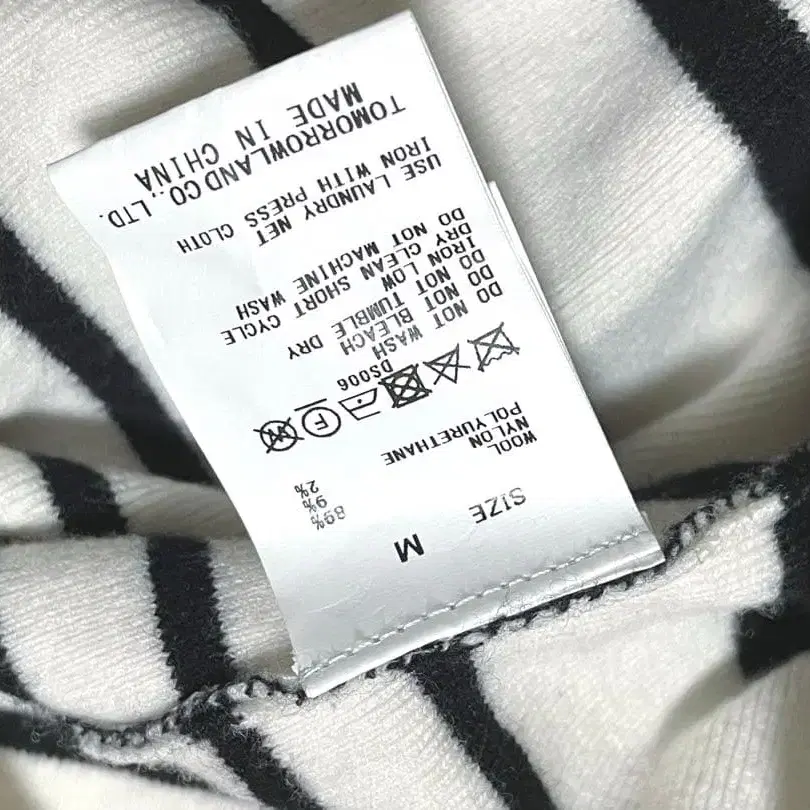 SIZE M
WOOL 89%
NYLON 9%
POLYURETHANE 2%
DS006
DO NOT WASH
DO NOT BLEACH
DO NOT TUMBLE DRY
IRON LOW
DRY CLEAN SHORT CYCLE
DO NOT MACHINE WASH
USE LAUNDRY NET
IRON WITH PRESS CLOTH
TOMORROWLAND CO., LTD.
MADE IN CHINA